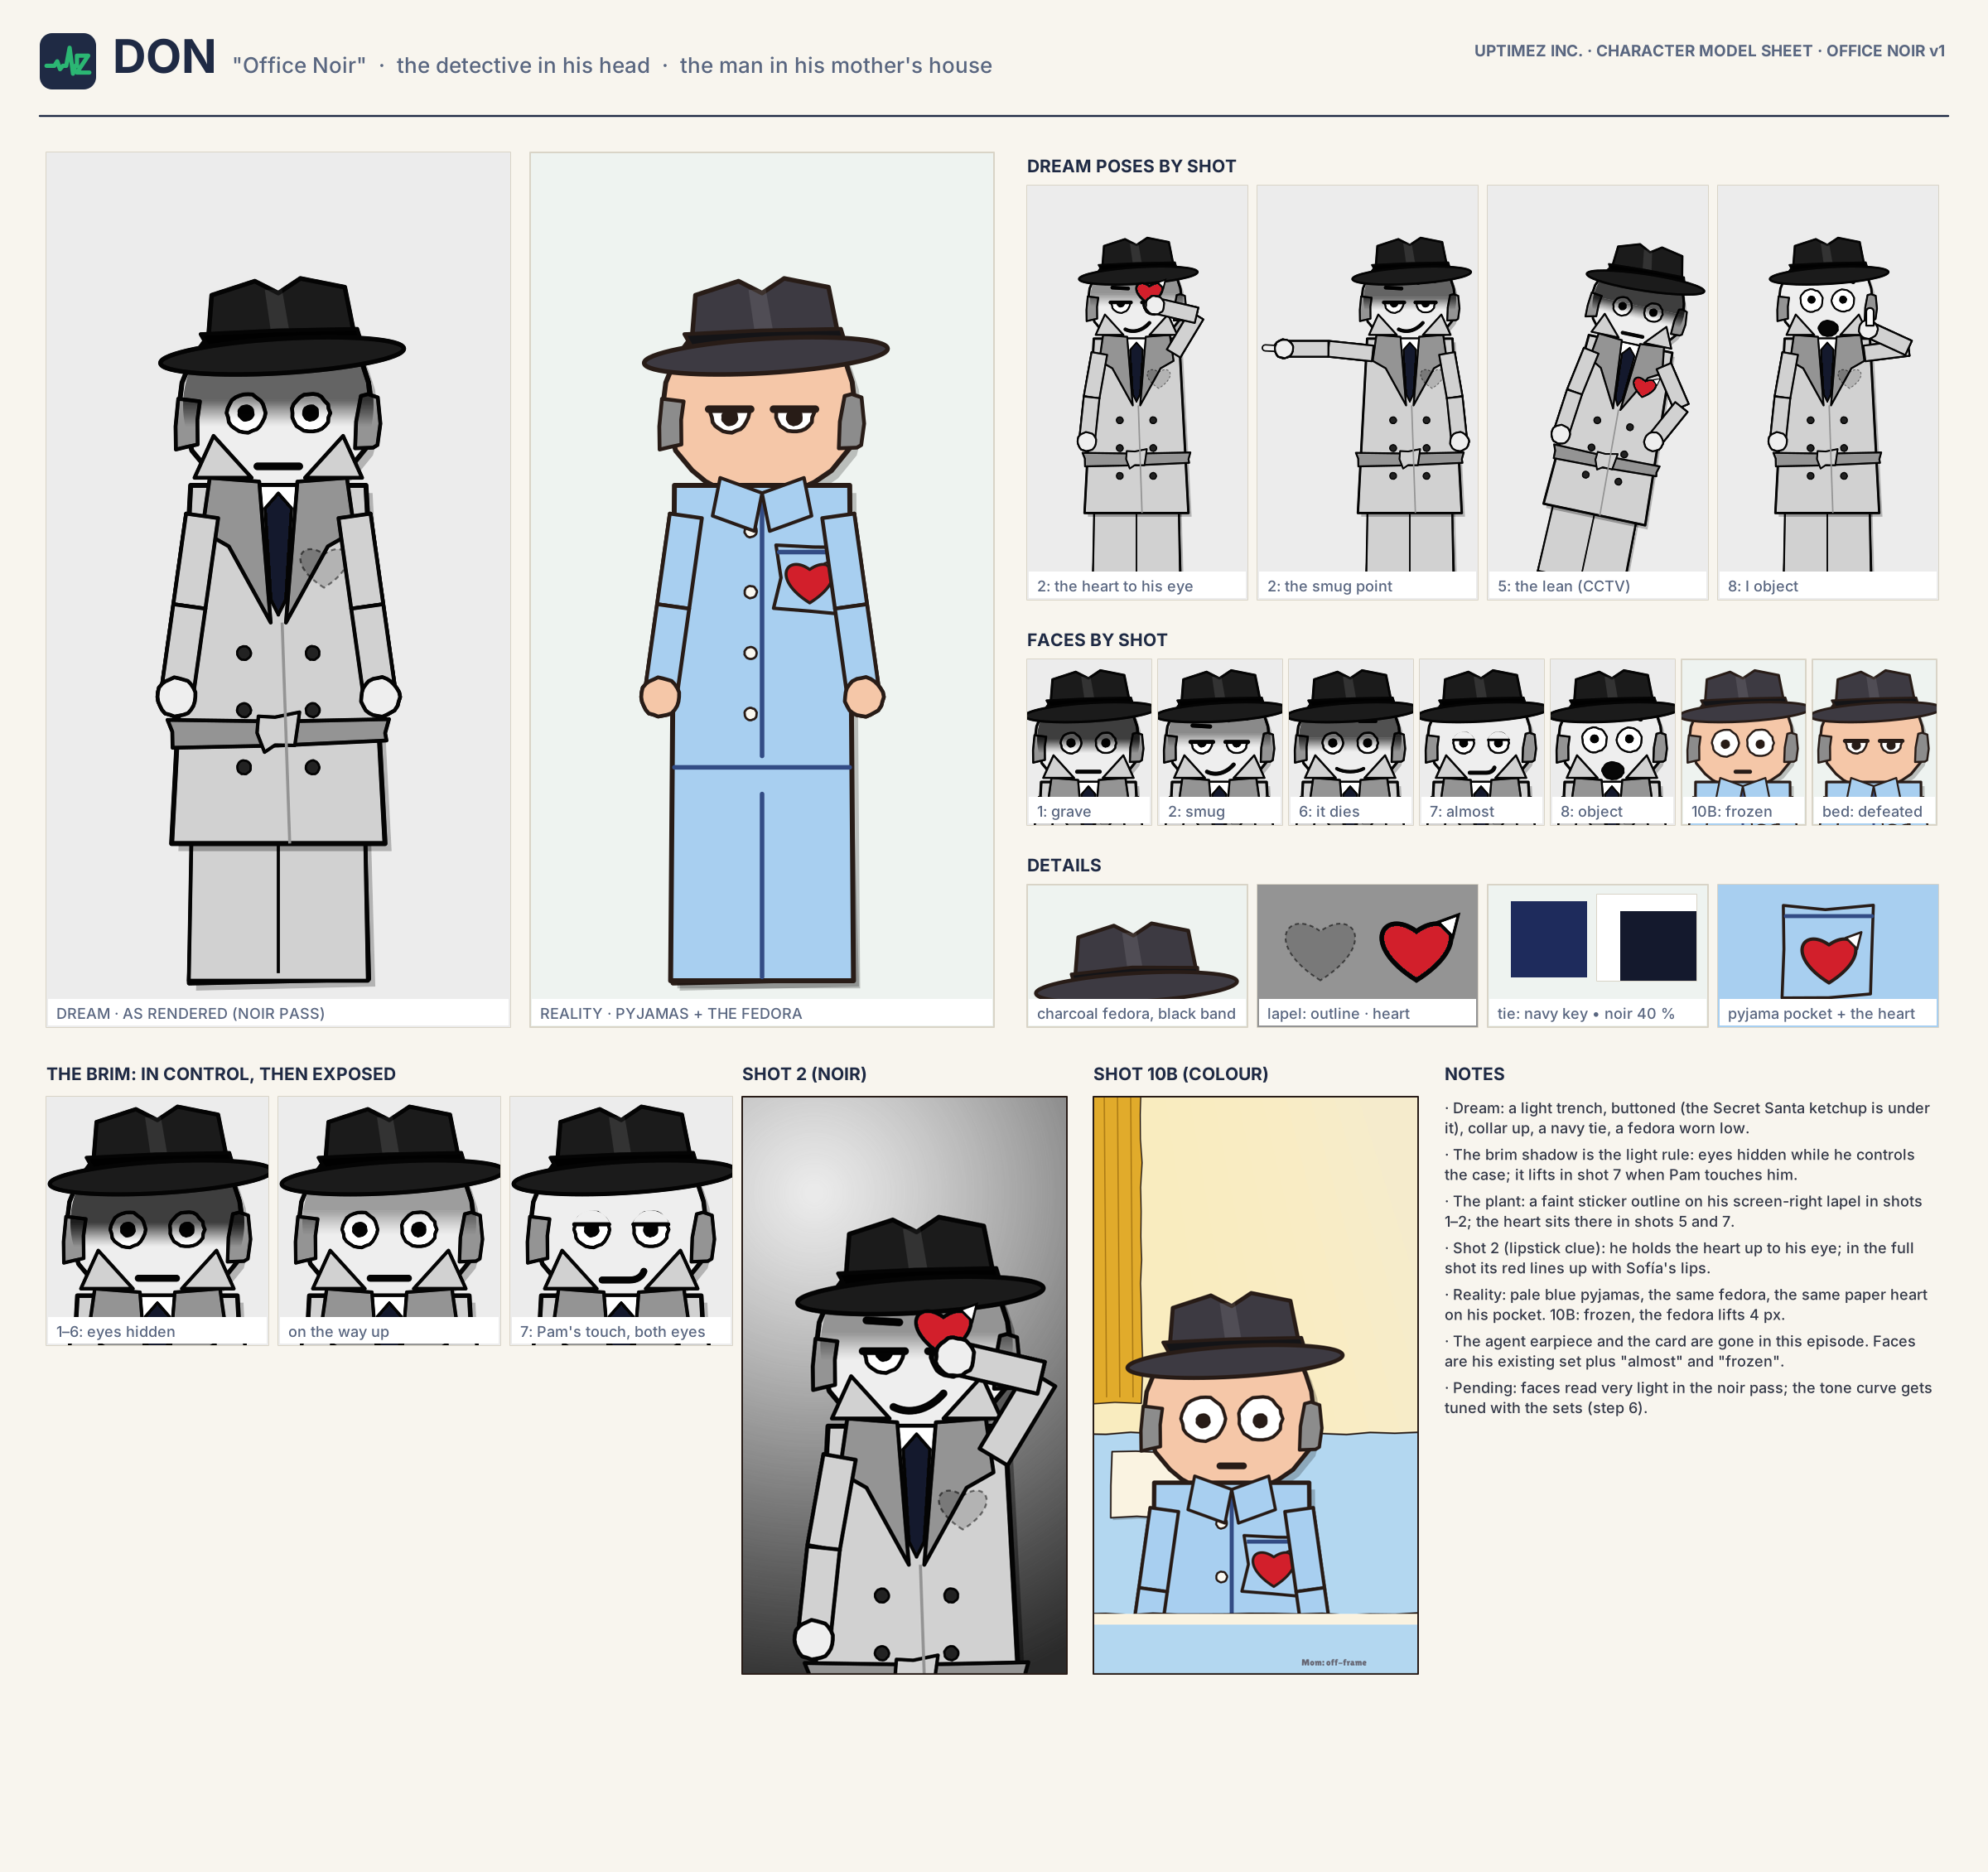 DON "Office Noir" · the detective in his head · the man in his mother's house
UPTIMEZ INC. · CHARACTER MODEL SHEET · OFFICE NOIR v1
DREAM · AS RENDERED (NOIR PASS)
REALITY · PYJAMAS + THE FEDORA
DREAM POSES BY SHOT
2: the heart to his eye
2: the smug point
5: the lean (CCTV)
8: I object
FACES BY SHOT
1: grave
2: smug
6: it dies
7: almost
8: object
10B: frozen
bed: defeated
DETAILS
charcoal fedora, black band
lapel: outline · heart
tie: navy key • noir 40 %
pyjama pocket + the heart
THE BRIM: IN CONTROL, THEN EXPOSED
1–6: eyes hidden
on the way up
7: Pam's touch, both eyes
SHOT 2 (NOIR)
SHOT 10B (COLOUR)
Mom: off-frame
NOTES
· Dream: a light trench, buttoned (the Secret Santa ketchup is under
it), collar up, a navy tie, a fedora worn low.
· The brim shadow is the light rule: eyes hidden while he controls
the case; it lifts in shot 7 when Pam touches him.
· The plant: a faint sticker outline on his screen-right lapel in shots
1–2; the heart sits there in shots 5 and 7.
· Shot 2 (lipstick clue): he holds the heart up to his eye; in the full
shot its red lines up with Sofía's lips.
· Reality: pale blue pyjamas, the same fedora, the same paper heart
on his pocket. 10B: frozen, the fedora lifts 4 px.
· The agent earpiece and the card are gone in this episode. Faces
are his existing set plus "almost" and "frozen".
· Pending: faces read very light in the noir pass; the tone curve gets
tuned with the sets (step 6).